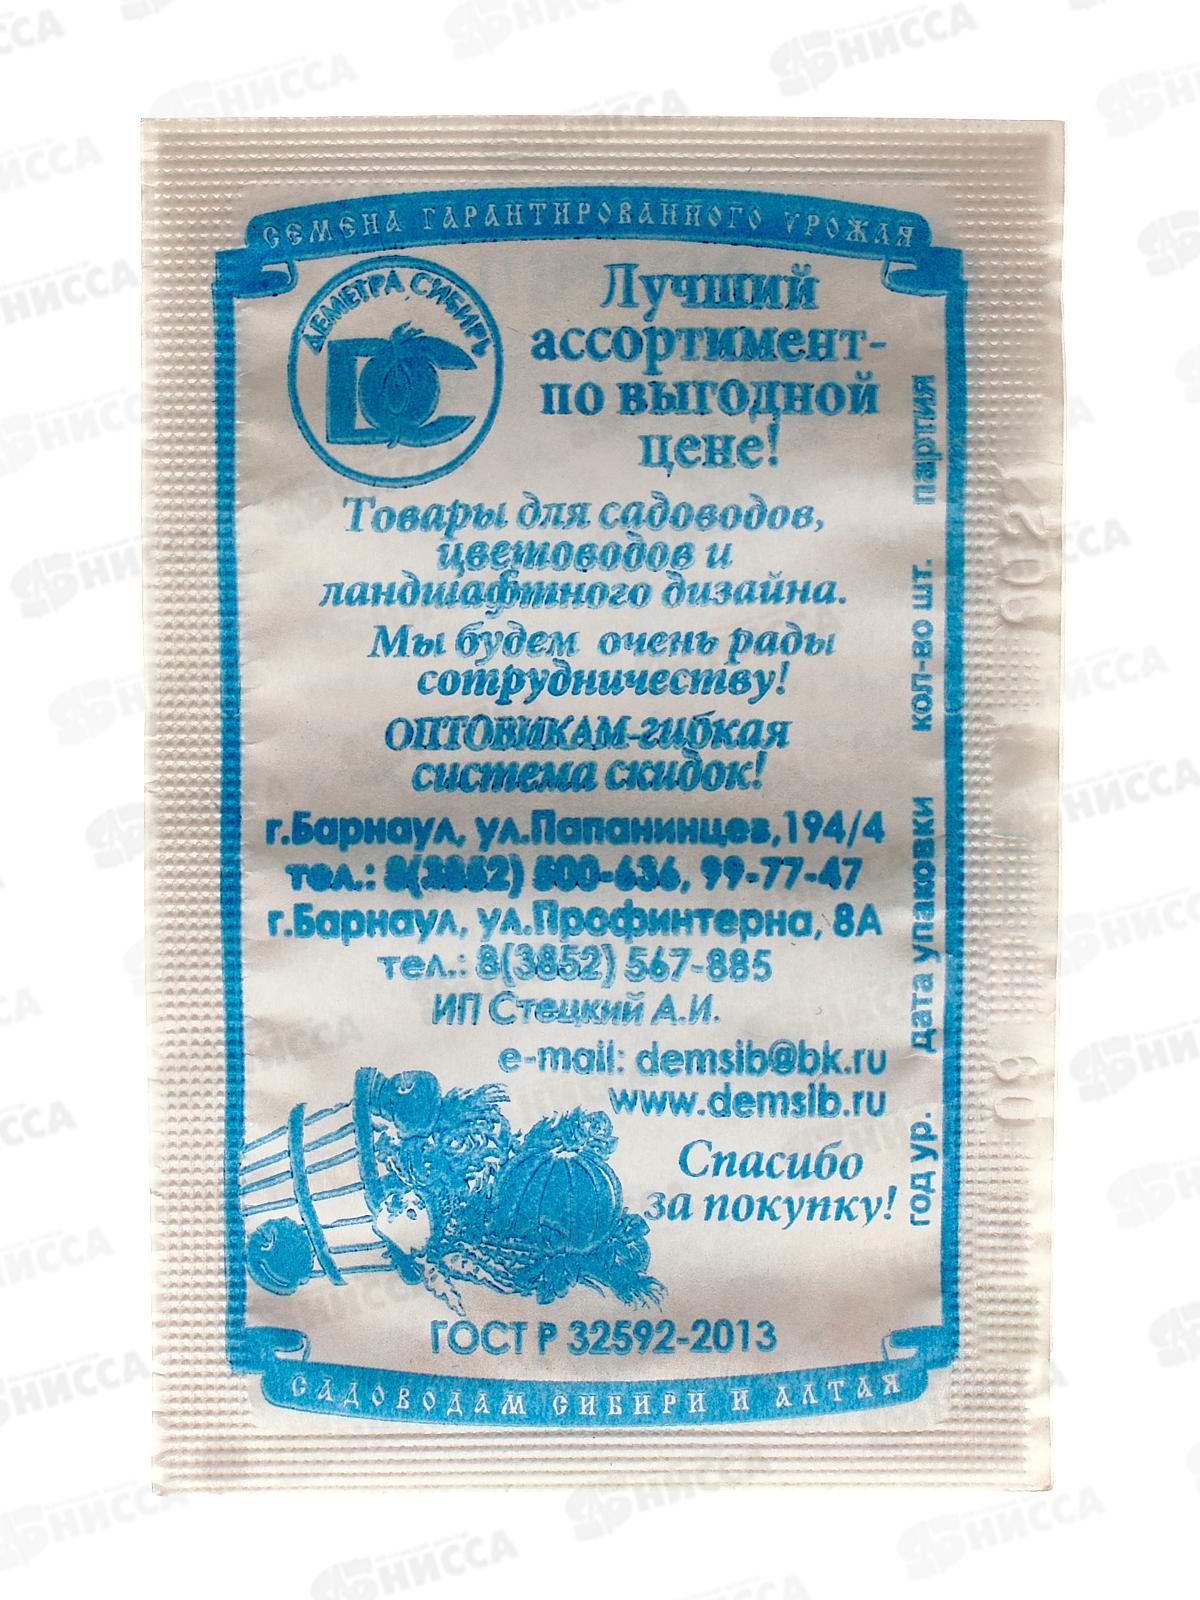 СЕМЕНА ГАРАНТИРОВАННОГО УРОЖАЯ
ДЕМЕТРА СИБИРЬ
ДС
Лучший
ассортимент-
по выгодной
цене!
Товары для садоводов,
цветоводов и
ландшафтного дизайна.
Мы будем очень рады
сотрудничеству!
ОПТОВИКАМ-гибкая
система скидок!
г.Барнаул, ул.Папанинцев,194/4
тел.: 8(3852) 500-636, 99-77-47
г.Барнаул, ул.Профинтерна, 8А
тел.: 8(3852) 567-885
ИП Стецкий А.И.
e-mail: demsib@bk.ru
www.demsib.ru
Спасибо
за покупку!
ГОСТ Р 32592-2013
САДОВОДАМ СИБИРИ И АЛТАЯ
год ур. дата упаковки кол-во шт. партия
АБНИССА